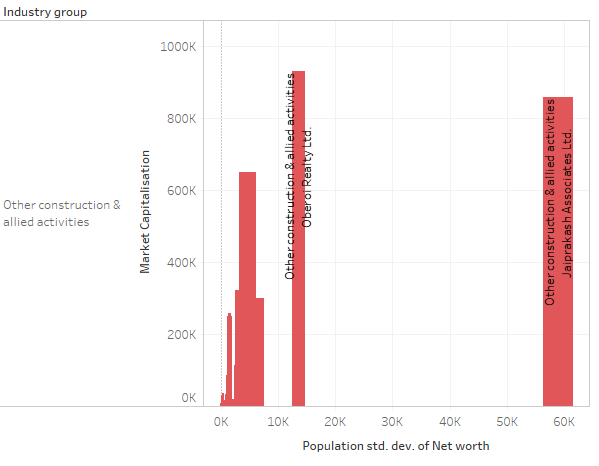 Industry group
1000K
800K
600K
400K
200K
0K
Market Capitalisation
Other construction &
allied activities
Other construction & allied activities
Oberoi Realty Ltd.
Other construction & allied activities
Jaiprakash Associates Ltd.
0K 10K 20K 30K 40K 50K 60K
Population std. dev. of Net worth